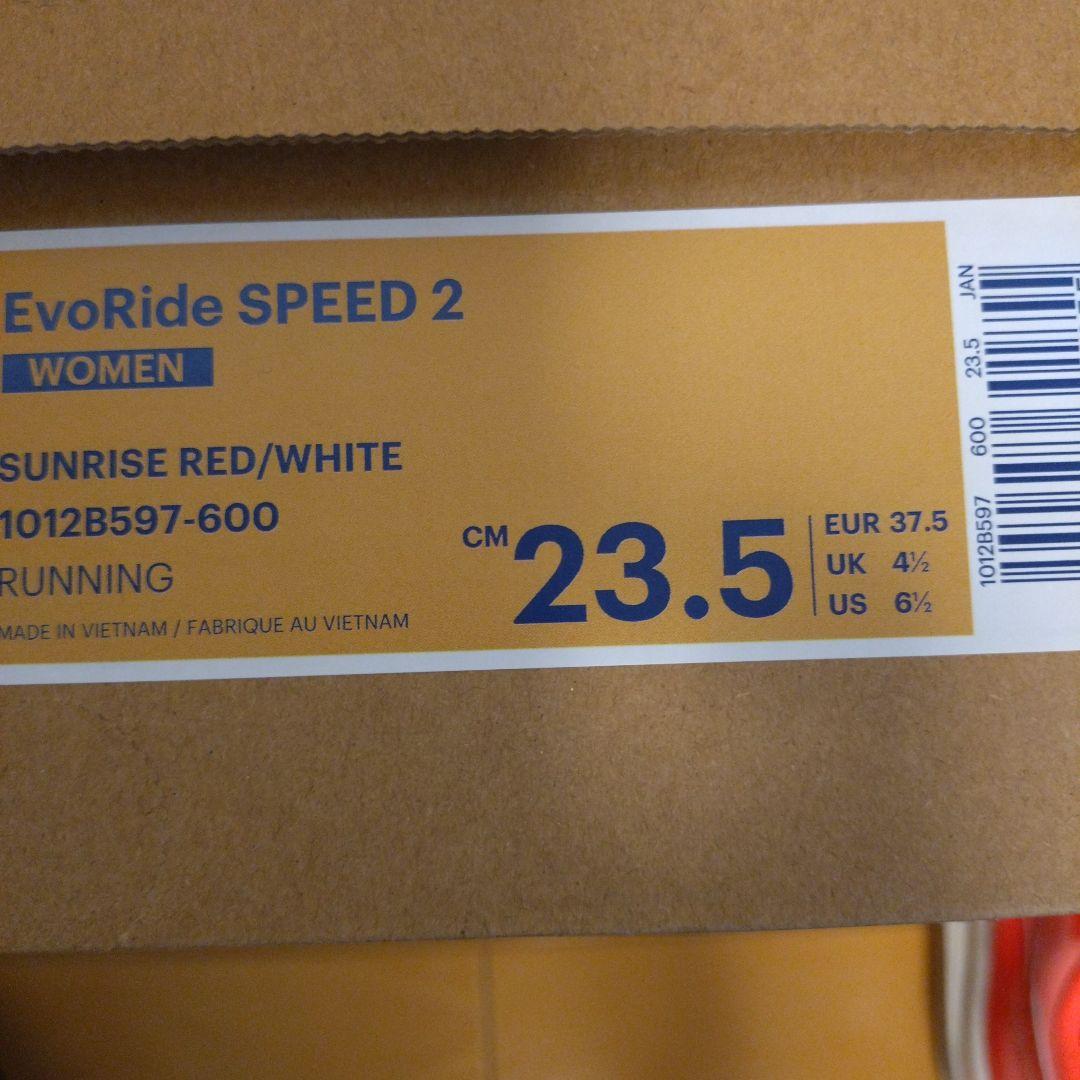 EvoRide SPEED 2
WOMEN
SUNRISE RED/WHITE
1012B597-600
RUNNING
MADE IN VIETNAM / FABRIQUE AU VIETNAM
CM 23.5
EUR 37.5
UK 4½
US 6½
1012B597 600 23.5 JAN